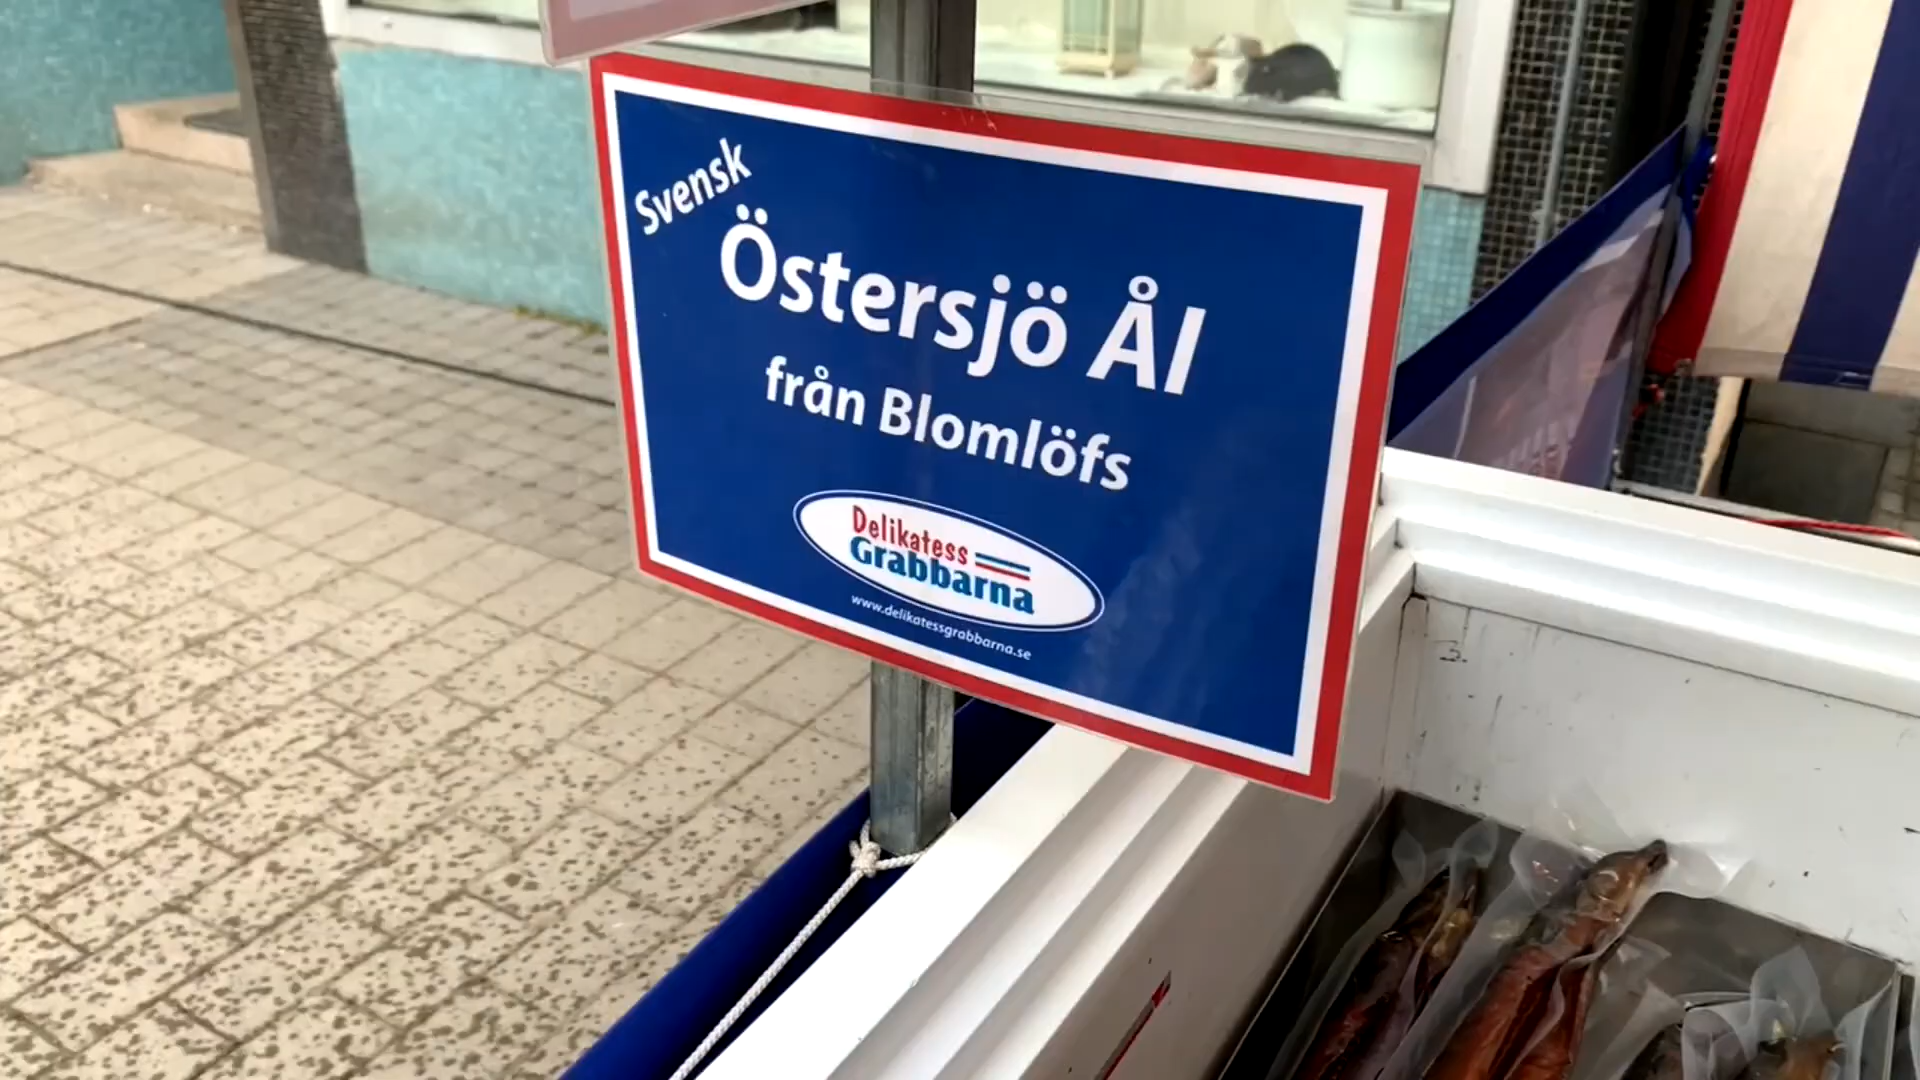 Svensk
Östersjö Ål
från Blomlöfs
Delikatess
Grabbarna
www.delikatessgrabbarna.se